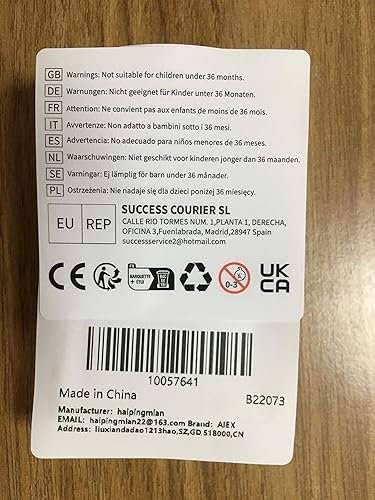 GB Warnings: Not suitable for children under 36 months.
DE Warnungen: Nicht geeignet für Kinder unter 36 Monaten.
FR Attention: Ne convient pas aux enfants de moins de 36 mois.
IT Avvertenze: Non adatto a bambini sotto i 36 mesi.
ES Advertencia: No adecuado para niños menores de 36 meses.
NL Waarschuwingen: Niet geschikt voor kinderen jonger dan 36 maanden.
SE Varningar: Ej lämplig för barn under 36 månader.
PL Ostrzeżenia: Nie nadaje się dla dzieci poniżej 36 miesięcy.
EU REP
SUCCESS COURIER SL
CALLE RIO TORMES NUM. 1,PLANTA 1, DERECHA,
OFICINA 3,Fuenlabrada, Madrid,28947 Spain
successservice2@hotmail.com
CE
FR
BARQUETTE + ÉTUI
0-3
UK CA
10057641
Made in China
B22073
Manufacturer: haipingmian
EMAIL: haipingmian22@163.com Brand: AIEX
Address: liuxiandadao1213hao,SZ,GD,518000,CN